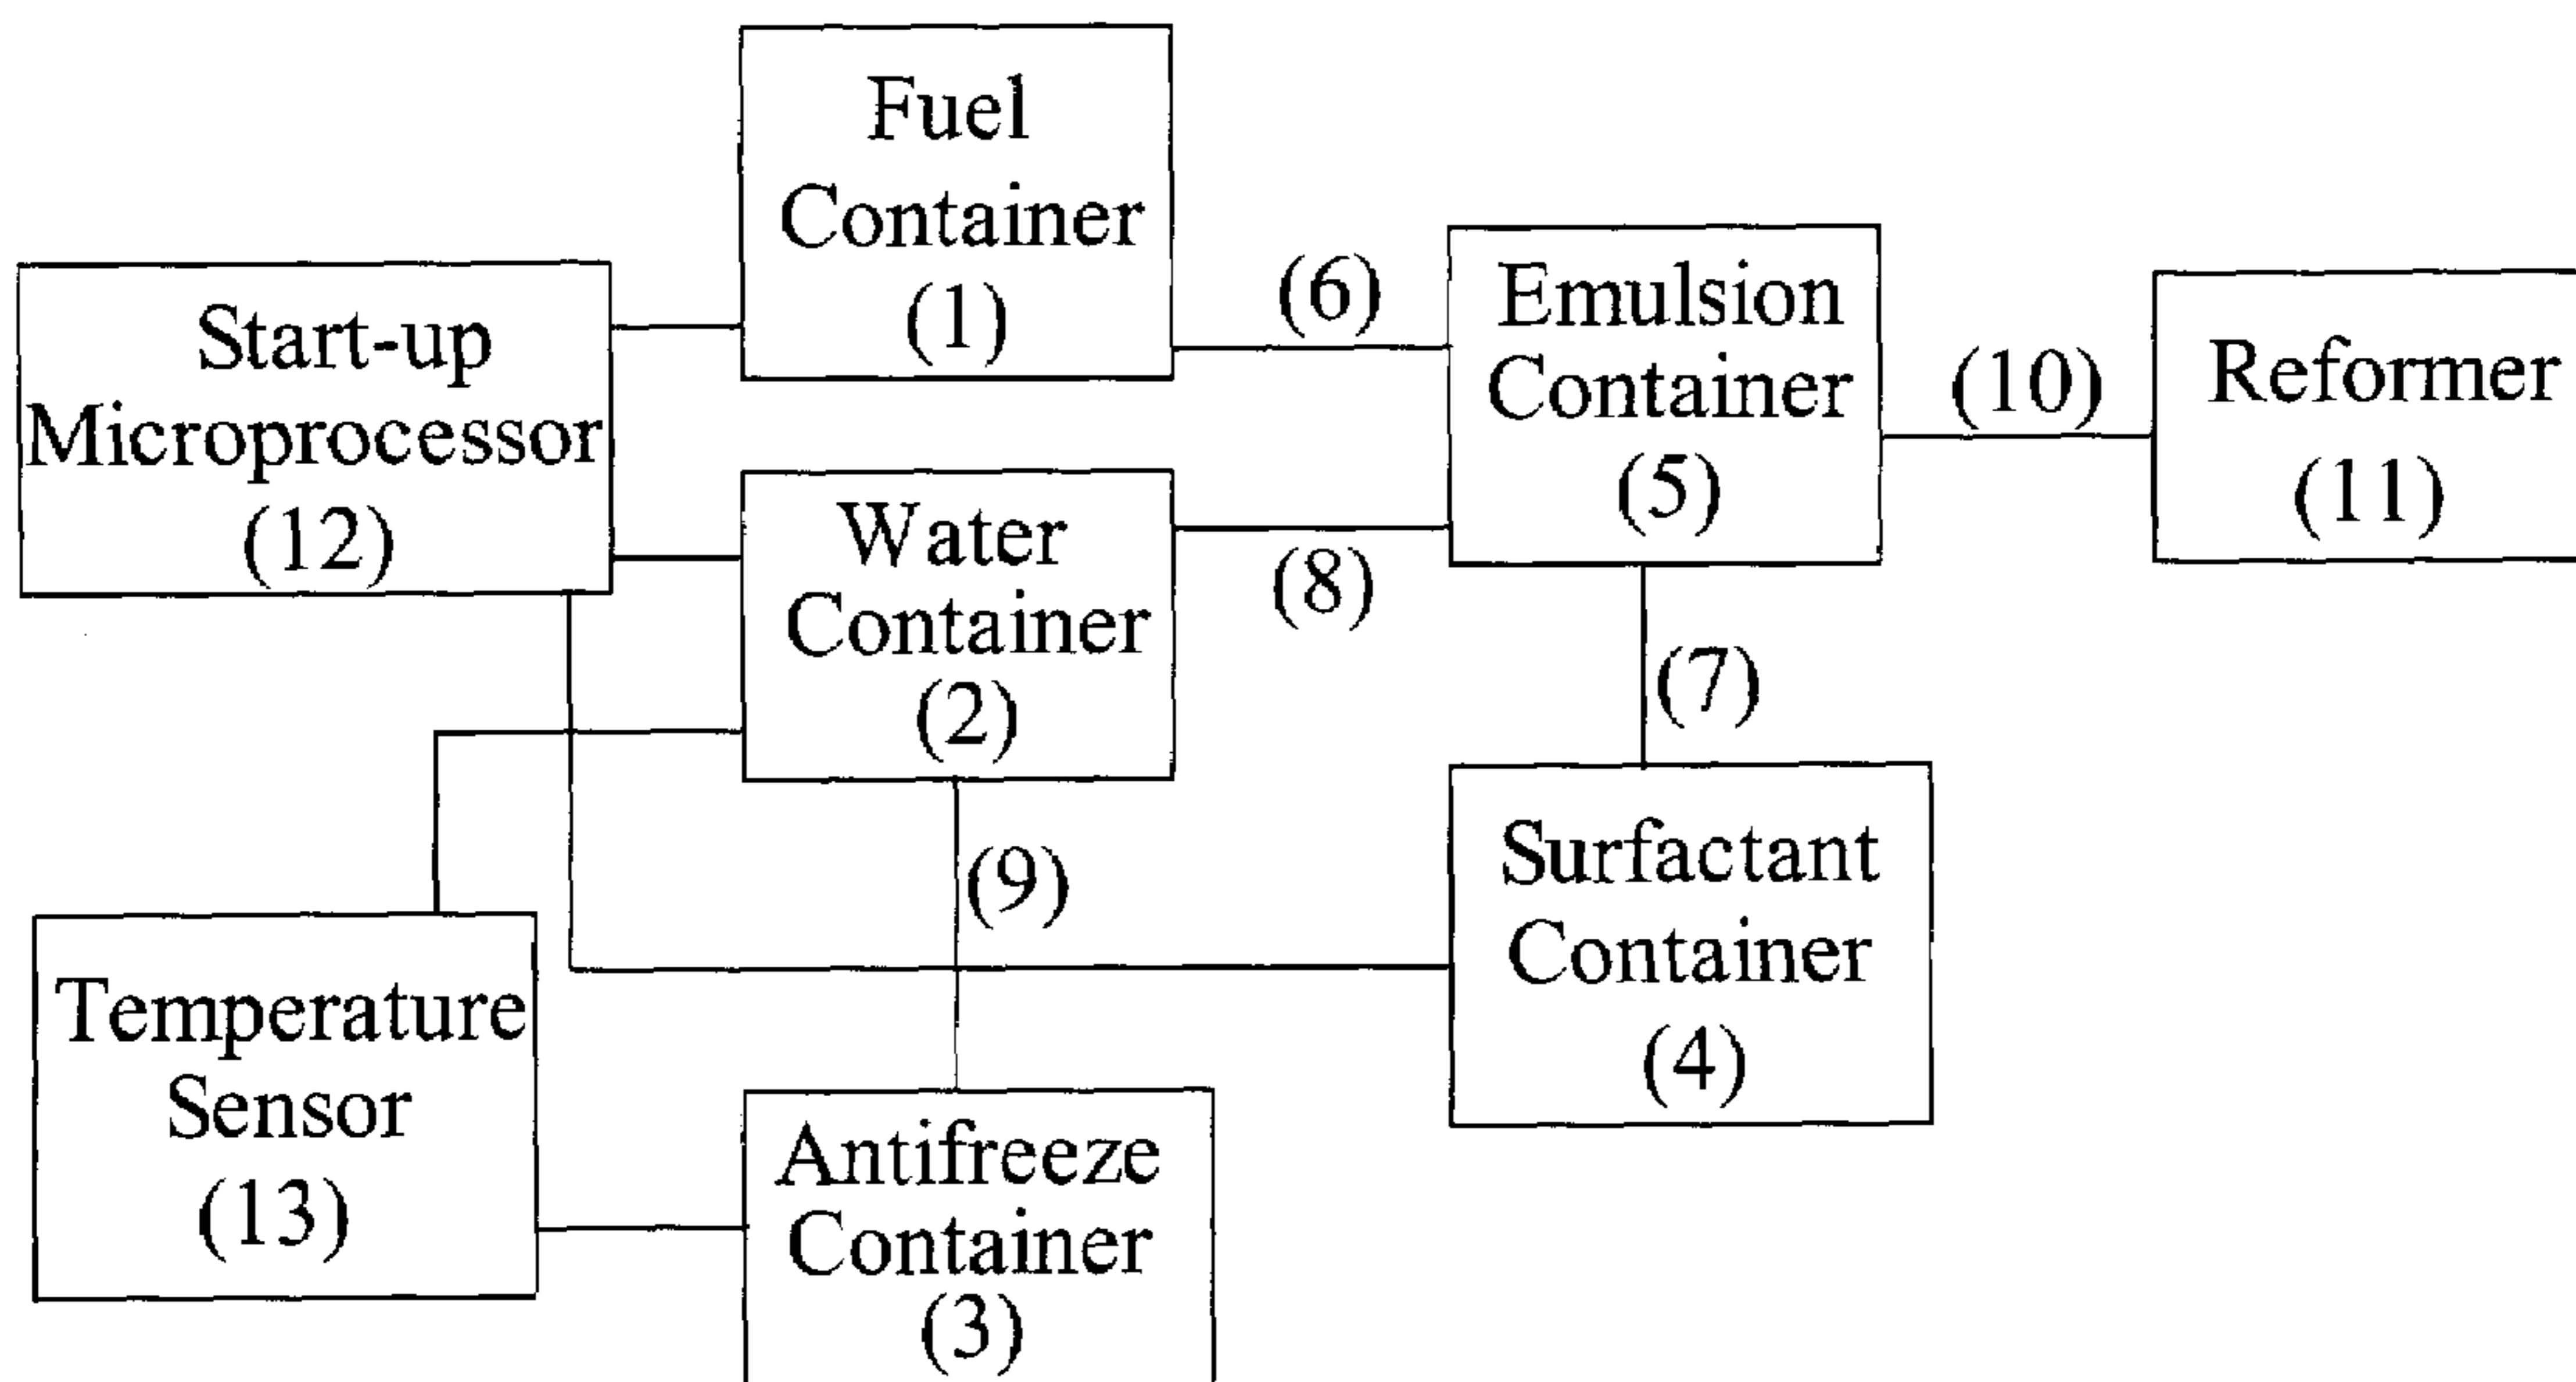 Fuel
Container
(1)
Start-up
Microprocessor
(12)
(6)
Emulsion
Container
(5)
(10)
Reformer
(11)
Water
Container
(2)
(8)
(7)
(9)
Surfactant
Container
(4)
Temperature
Sensor
(13)
Antifreeze
Container
(3)